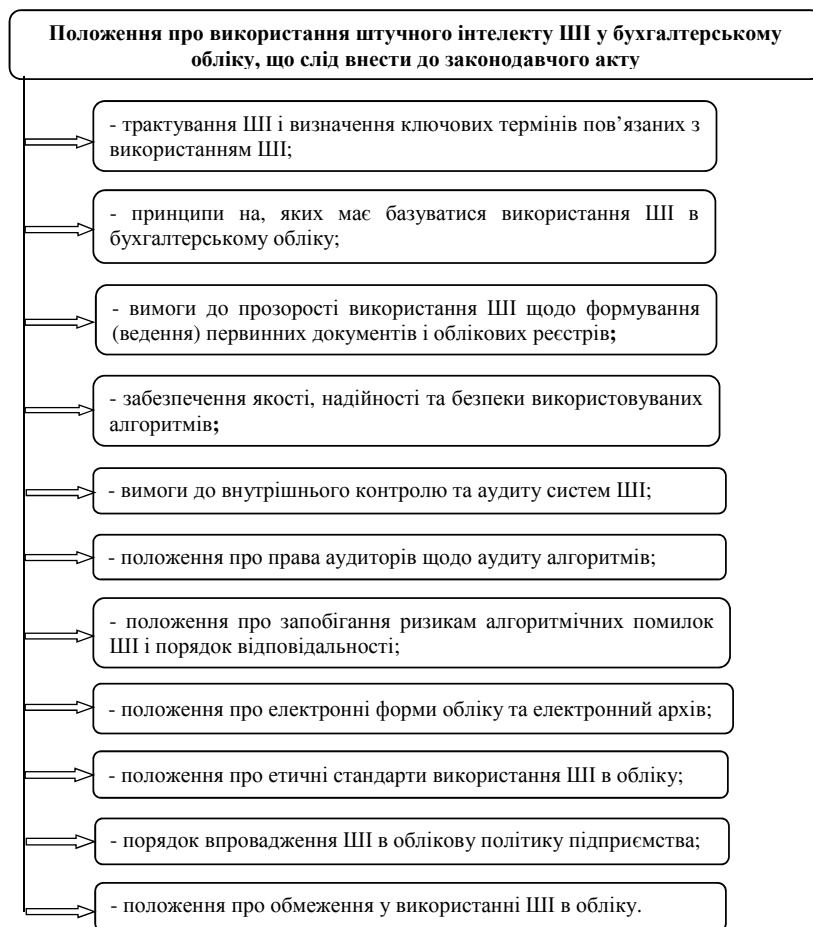 Положення про використання штучного інтелекту ШІ у бухгалтерському
обліку, що слід внести до законодавчого акту
- трактування ШІ і визначення ключових термінів пов’язаних з
використанням ШІ;
- принципи на, яких має базуватися використання ШІ в
бухгалтерському обліку;
- вимоги до прозорості використання ШІ щодо формування
(ведення) первинних документів і облікових реєстрів;
- забезпечення якості, надійності та безпеки використовуваних
алгоритмів;
- вимоги до внутрішнього контролю та аудиту систем ШІ;
- положення про права аудиторів щодо аудиту алгоритмів;
- положення про запобігання ризикам алгоритмічних помилок
ШІ і порядок відповідальності;
- положення про електронні форми обліку та електронний архів;
- положення про етичні стандарти використання ШІ в обліку;
- порядок впровадження ШІ в облікову політику підприємства;
- положення про обмеження у використанні ШІ в обліку.